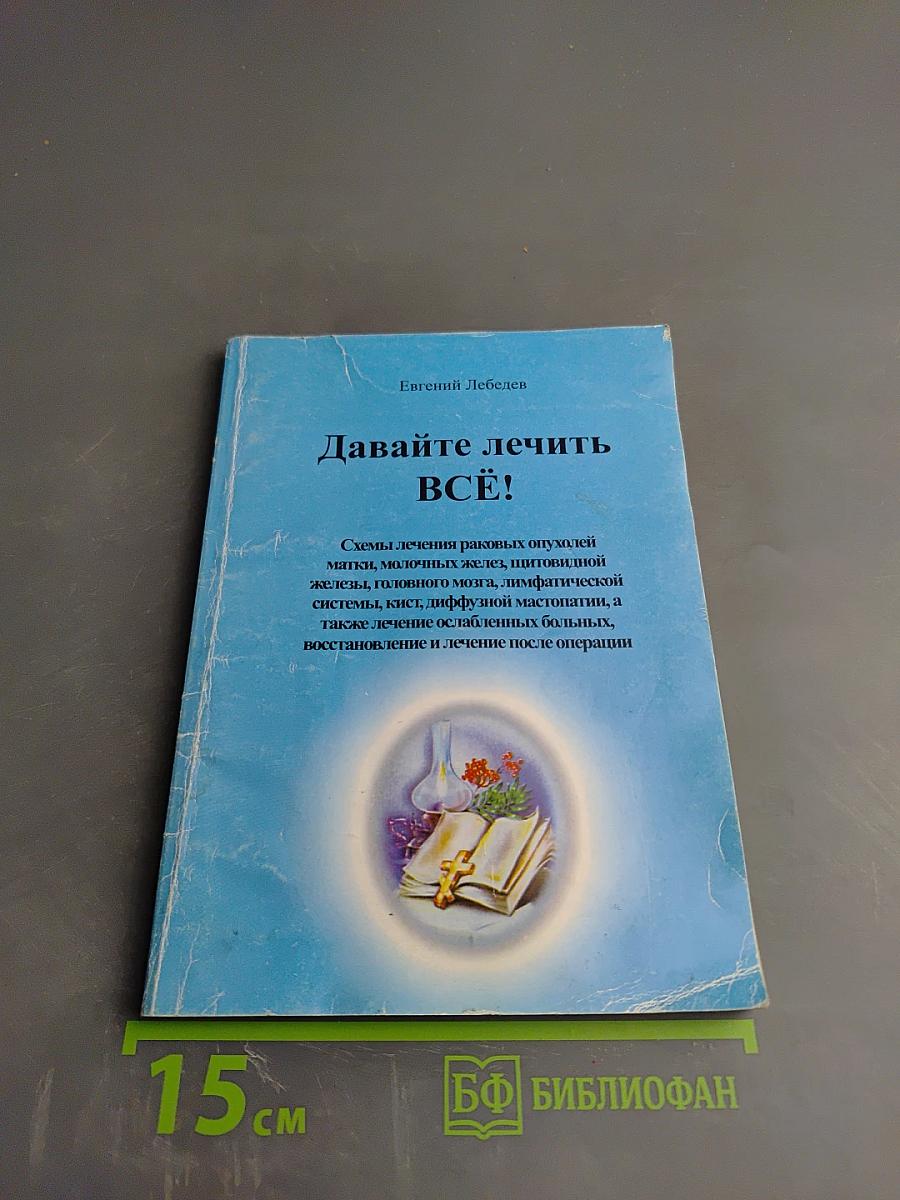 Евгений Лебедев
Давайте лечить
ВСЁ!
Схемы лечения раковых опухолей
матки, молочных желез, щитовидной
железы, головного мозга, лимфатической
системы, кист, диффузной мастопатии, а
также лечение ослабленных больных,
восстановление и лечение после операции
15 см
БФ БИБЛИОФАН